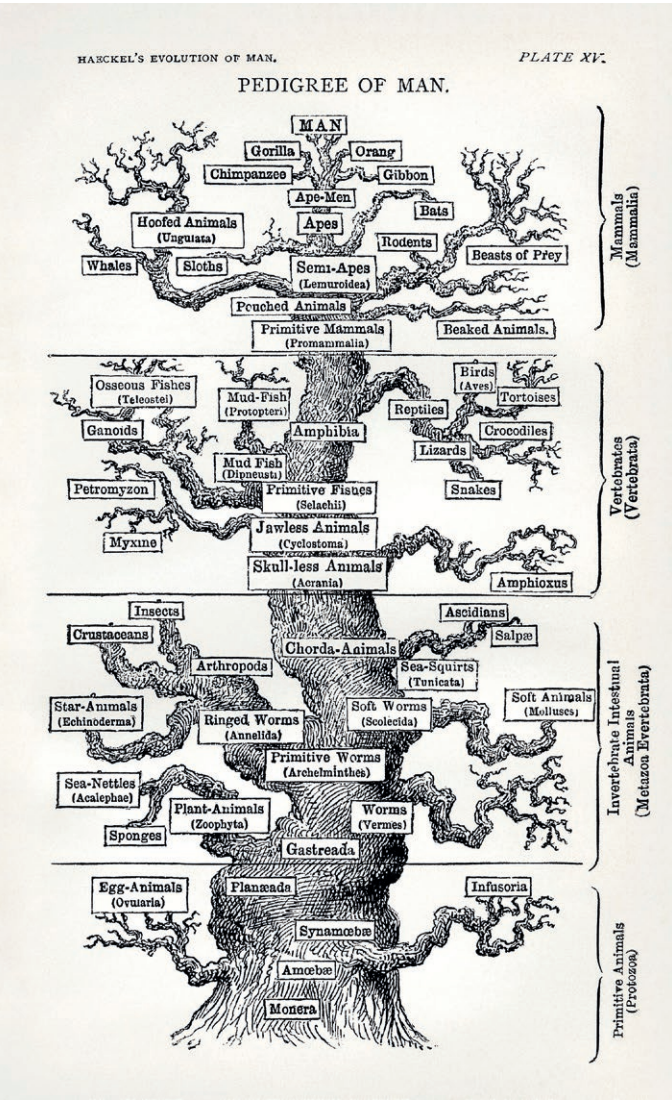 HAECKEL'S EVOLUTION OF MAN.
PLATE XV.
PEDIGREE OF MAN.
MAN
Gorilla
Orang
Chimpanzee
Gibbon
Ape-Men
Bats
Hoofed Animals
(Ungulata)
Apes
Rodents
Beasts of Prey
Whales
Sloths
Semi-Apes
(Lemuroidea)
Pouched Animals
Primitive Mammals
(Promammalia)
Beaked Animals.
Mammals
(Mammalia)
Osseous Fishes
(Teleostei)
Mud-Fish
(Protopteri)
Birds
(Aves)
Tortoises
Reptiles
Ganoids
Amphibia
Crocodiles
Lizards
Mud Fish
(Dipneusti)
Petromyzon
Primitive Fishes
(Selachii)
Snakes
Jawless Animals
(Cyclostoma)
Myxine
Skull-less Animals
(Acrania)
Amphioxus
Vertebrates
(Vertebrata)
Insects
Ascidians
Crustaceans
Salpæ
Chorda-Animals
Arthropods
Sea-Squirts
(Tunicata)
Star-Animals
(Echinoderma)
Ringed Worms
(Annelida)
Soft Worms
(Scolecida)
Soft Animals
(Molluscs)
Primitive Worms
(Archelminthes)
Sea-Nettles
(Acalephae)
Plant-Animals
(Zoophyta)
Worms
(Vermes)
Sponges
Gastreada
Invertebrate Intestinal
Animals
(Metazoa Evertebrata)
Egg-Animals
(Ovularia)
Planæada
Infusoria
Synamœbæ
Amœbæ
Monera
Primitive Animals
(Protozoa)